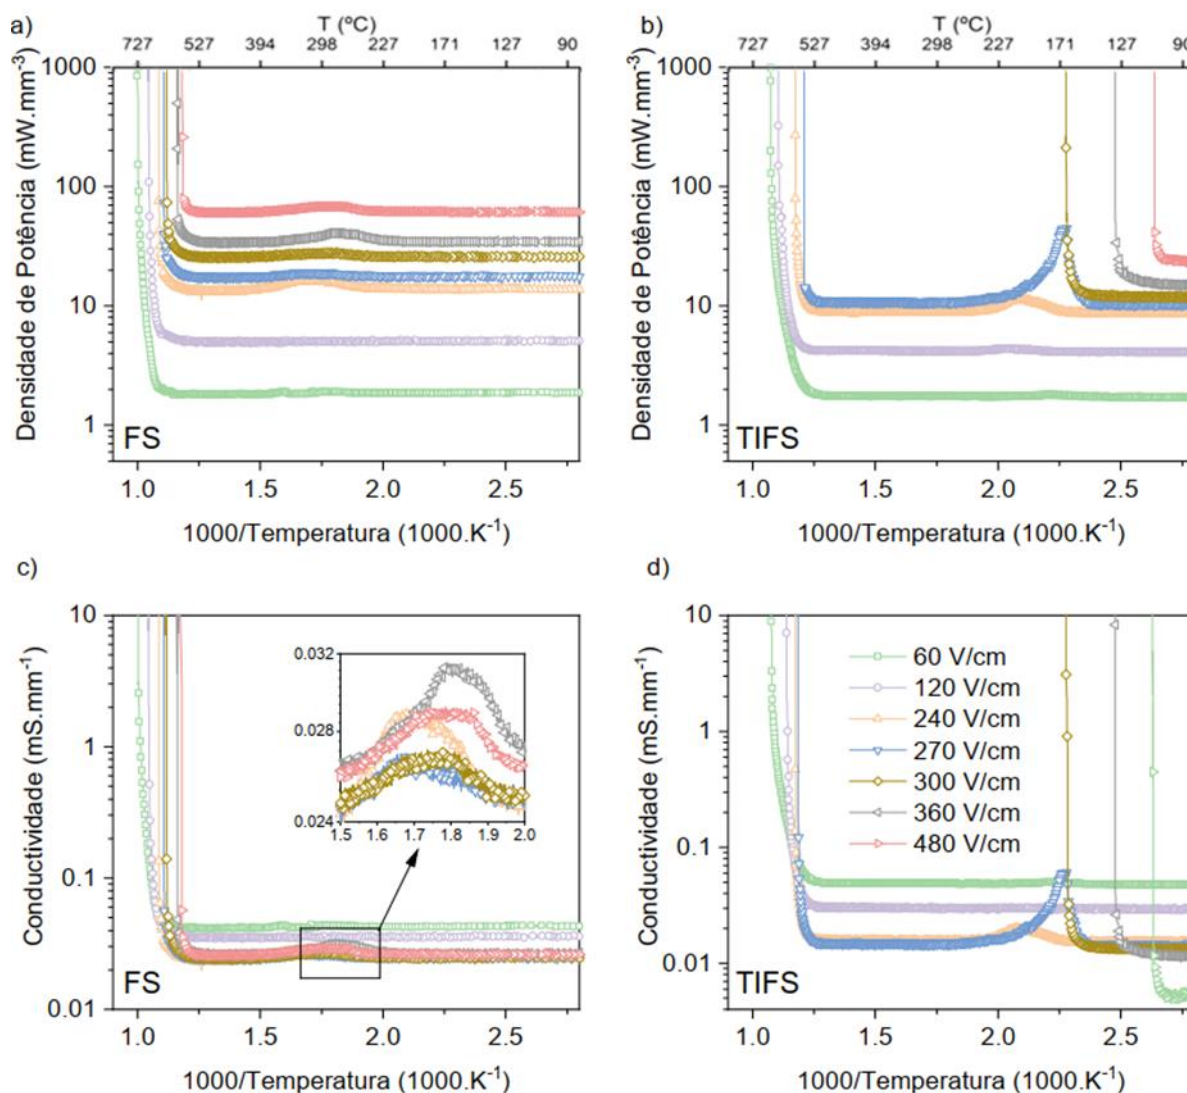 a)
T (ºC)
727 527 394 298 227 171 127 90
1000
100
10
1
Densidade de Potência (mW.mm-3)
FS
1.0 1.5 2.0 2.5
1000/Temperatura (1000.K-1)
b)
T (ºC)
727 527 394 298 227 171 127 90
1000
100
10
1
Densidade de Potência (mW.mm-3)
TIFS
1.0 1.5 2.0 2.5
1000/Temperatura (1000.K-1)
c)
10
1
0.1
0.01
Conductividade (mS.mm-1)
0.032
0.028
0.024
1.5 1.6 1.7 1.8 1.9 2.0
FS
1.0 1.5 2.0 2.5
1000/Temperatura (1000.K-1)
d)
10
1
0.1
0.01
Conductividade (mS.mm-1)
60 V/cm
120 V/cm
240 V/cm
270 V/cm
300 V/cm
360 V/cm
480 V/cm
TIFS
1.0 1.5 2.0 2.5
1000/Temperatura (1000.K-1)